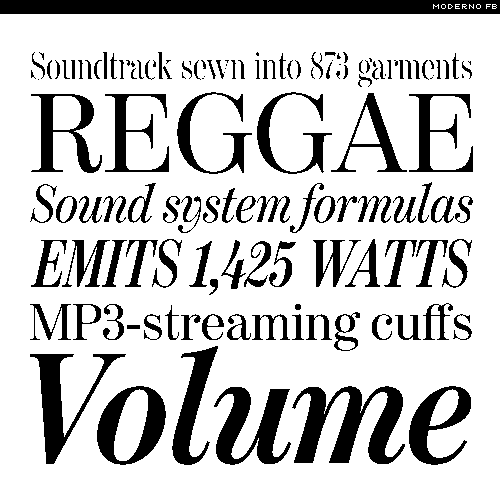 MODERNO FB
Soundtrack sewn into 873 garments
REGGAE
Sound system formulas
EMITS 1,425 WATTS
MP3-streaming cuffs
Volume